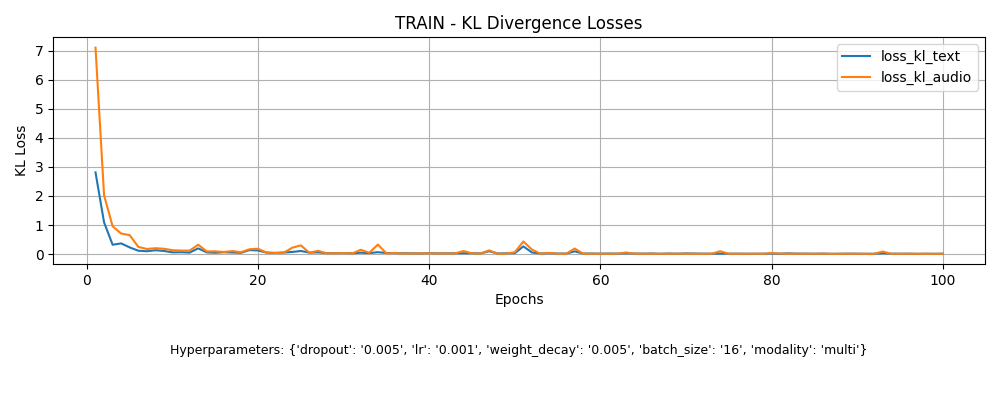 TRAIN - KL Divergence Losses
7
6
5
4
3
2
1
0
KL Loss
loss_kl_text
loss_kl_audio
0 20 40 60 80 100
Epochs
Hyperparameters: {'dropout': '0.005', 'lr': '0.001', 'weight_decay': '0.005', 'batch_size': '16', 'modality': 'multi'}